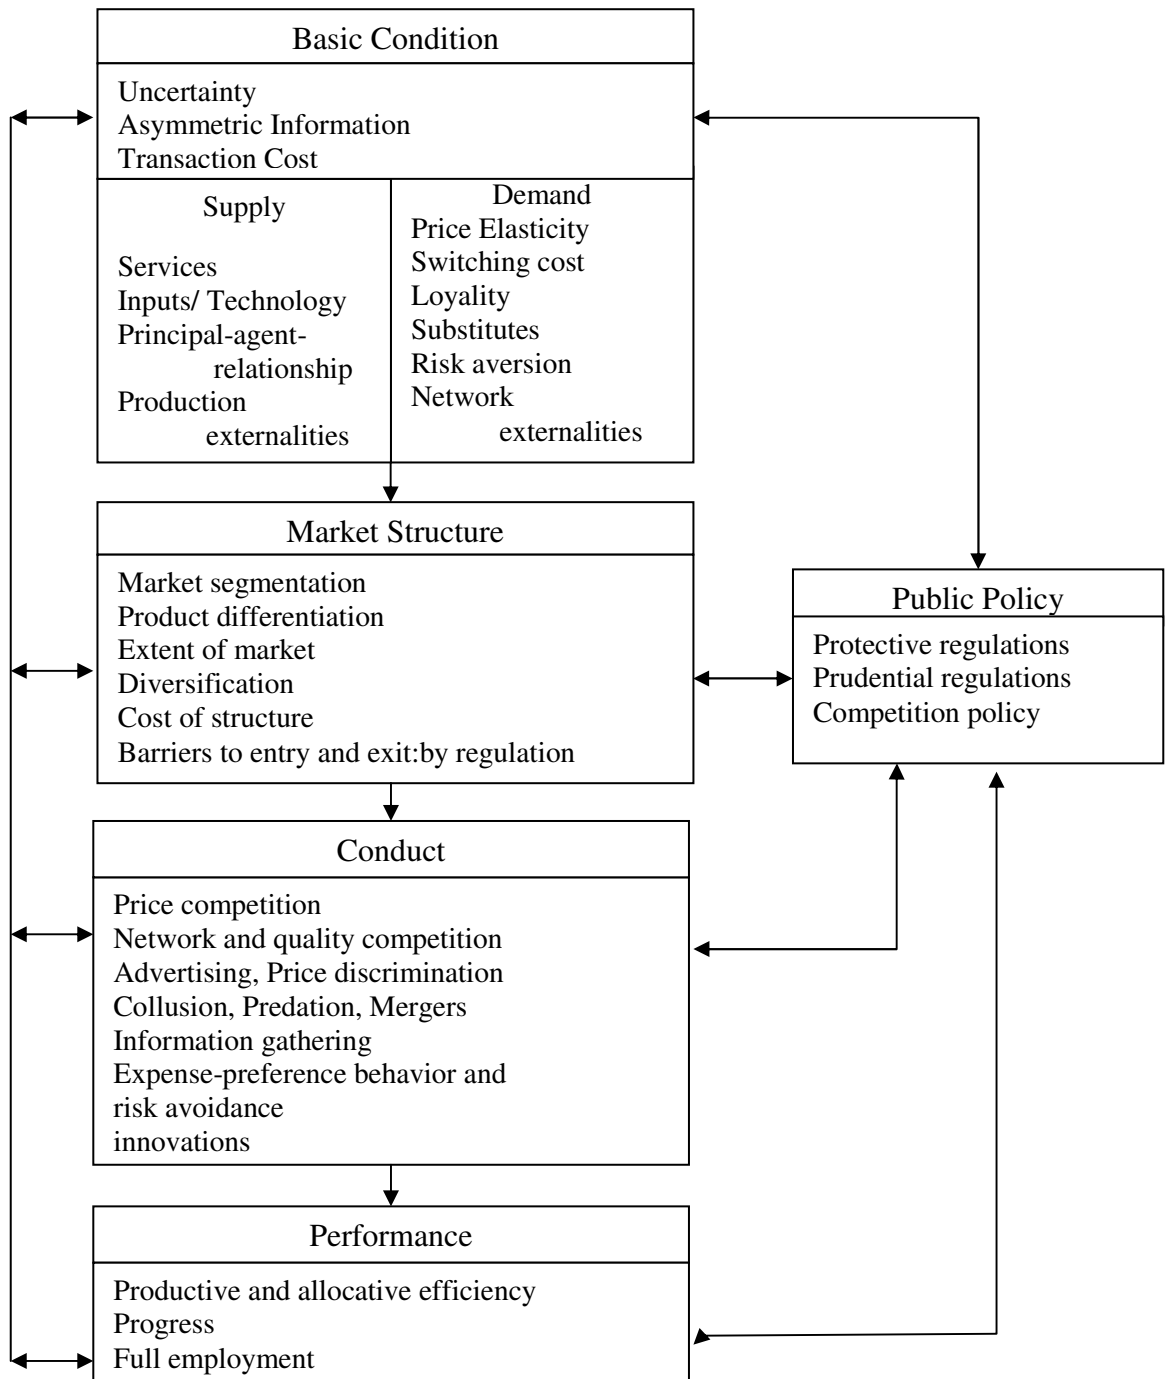 Basic Condition
Uncertainty
Asymmetric Information
Transaction Cost
Supply
Services
Inputs/ Technology
Principal-agent-
relationship
Production
externalities
Demand
Price Elasticity
Switching cost
Loyality
Substitutes
Risk aversion
Network
externalities
Market Structure
Market segmentation
Product differentiation
Extent of market
Diversification
Cost of structure
Barriers to entry and exit:by regulation
Public Policy
Protective regulations
Prudential regulations
Competition policy
Conduct
Price competition
Network and quality competition
Advertising, Price discrimination
Collusion, Predation, Mergers
Information gathering
Expense-preference behavior and
risk avoidance
innovations
Performance
Productive and allocative efficiency
Progress
Full employment